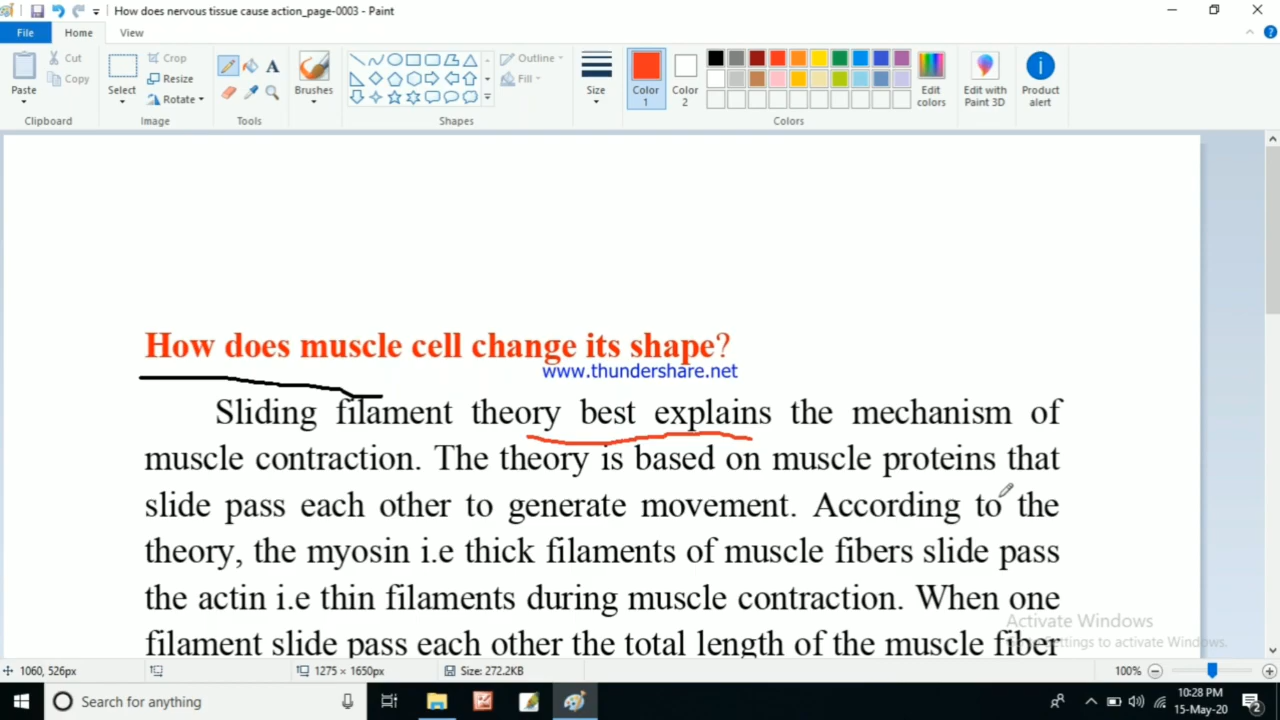 How does nervous tissue cause action_page-0003 - Paint
File
Home
View
Paste
Cut
Copy
Clipboard
Select
Crop
Resize
Rotate
Image
A
Tools
Brushes
Outline
Fill
Shapes
Size
Color 1
Color 2
Edit colors
Colors
Edit with Paint 3D
Product alert
How does muscle cell change its shape?
www.thundershare.net
Sliding filament theory best explains the mechanism of
muscle contraction. The theory is based on muscle proteins that
slide pass each other to generate movement. According to the
theory, the myosin i.e thick filaments of muscle fibers slide pass
the actin i.e thin filaments during muscle contraction. When one
filament slide pass each other the total length of the muscle fiber
Activate Windows
Settings to activate Windows.
1060, 526px
1275 × 1650px
Size: 272.2KB
100%
Search for anything
10:28 PM
15-May-20
2